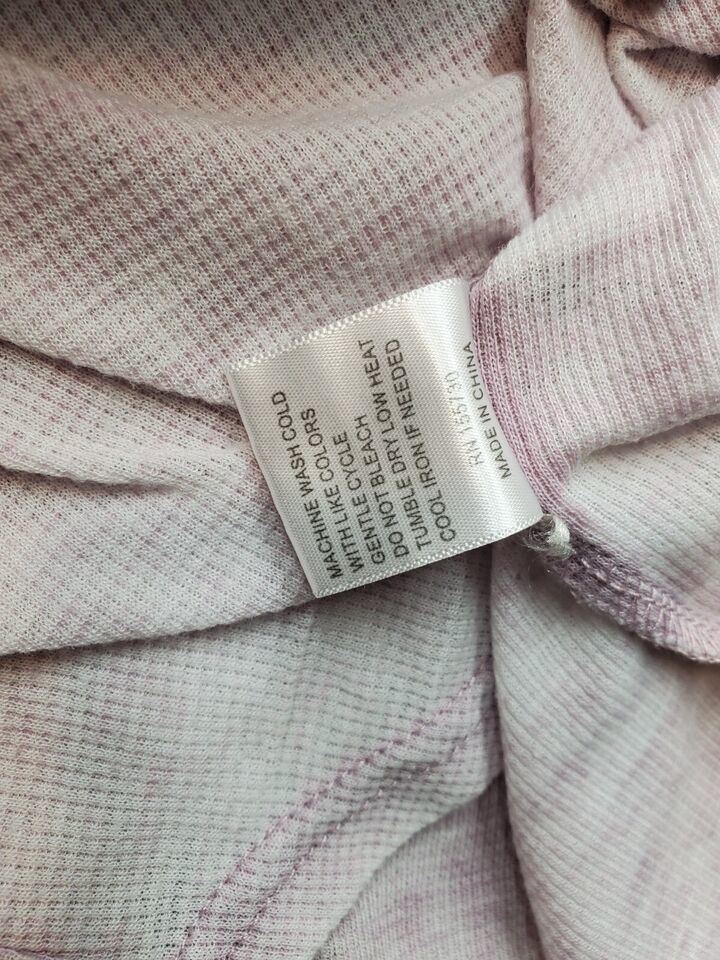 MACHINE WASH COLD
WITH LIKE COLORS
GENTLE CYCLE
DO NOT BLEACH
TUMBLE DRY LOW HEAT
COOL IRON IF NEEDED
RN
MADE IN CHINA